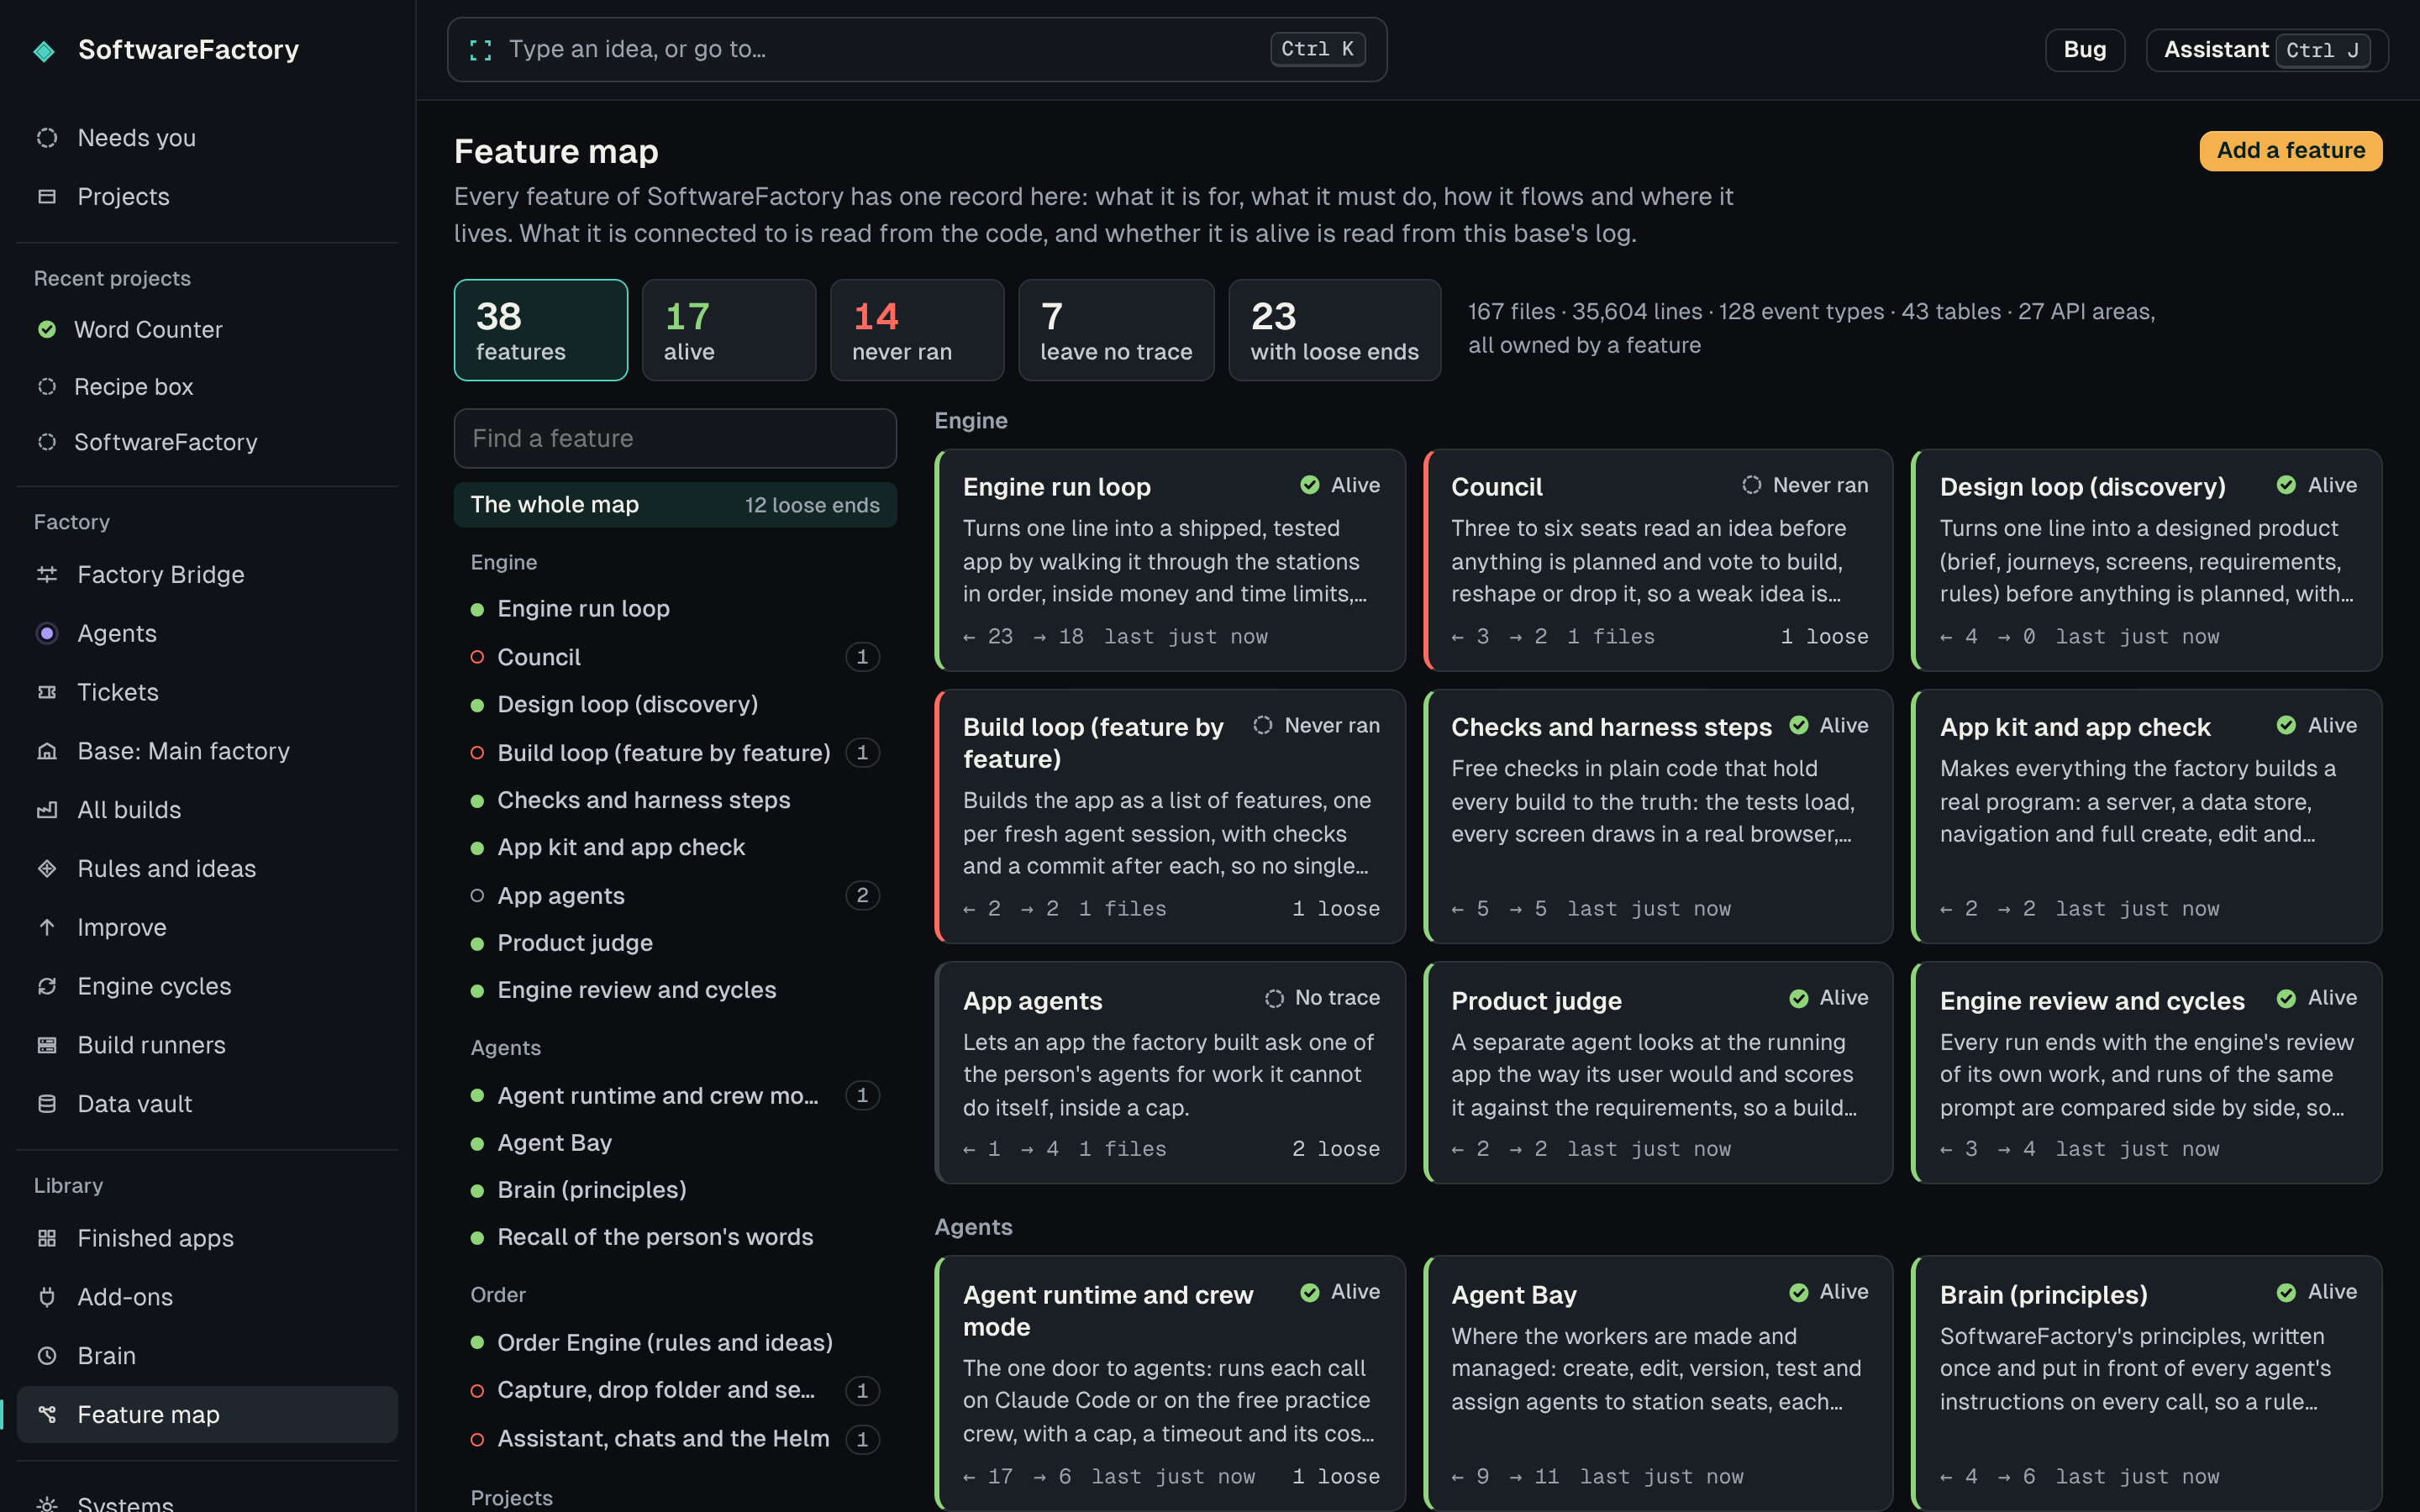 SoftwareFactory
Type an idea, or go to…
Ctrl K
Bug
Assistant Ctrl J
Needs you
Projects
Recent projects
Word Counter
Recipe box
SoftwareFactory
Factory
Factory Bridge
Agents
Tickets
Base: Main factory
All builds
Rules and ideas
Improve
Engine cycles
Build runners
Data vault
Library
Finished apps
Add-ons
Brain
Feature map
Systems
Feature map
Add a feature
Every feature of SoftwareFactory has one record here: what it is for, what it must do, how it flows and where it
lives. What it is connected to is read from the code, and whether it is alive is read from this base's log.
38
features
17
alive
14
never ran
7
leave no trace
23
with loose ends
167 files · 35,604 lines · 128 event types · 43 tables · 27 API areas,
all owned by a feature
Find a feature
The whole map 12 loose ends
Engine
Engine run loop
Council 1
Design loop (discovery)
Build loop (feature by feature) 1
Checks and harness steps
App kit and app check
App agents 2
Product judge
Engine review and cycles
Agents
Agent runtime and crew mo… 1
Agent Bay
Brain (principles)
Recall of the person's words
Order
Order Engine (rules and ideas)
Capture, drop folder and se… 1
Assistant, chats and the Helm 1
Projects
Engine
Engine run loop Alive
Turns one line into a shipped, tested
app by walking it through the stations
in order, inside money and time limits,…
← 23 → 18 last just now
Council Never ran
Three to six seats read an idea before
anything is planned and vote to build,
reshape or drop it, so a weak idea is…
← 3 → 2 1 files 1 loose
Design loop (discovery) Alive
Turns one line into a designed product
(brief, journeys, screens, requirements,
rules) before anything is planned, with…
← 4 → 0 last just now
Build loop (feature by Never ran
feature)
Builds the app as a list of features, one
per fresh agent session, with checks
and a commit after each, so no single…
← 2 → 2 1 files 1 loose
Checks and harness steps Alive
Free checks in plain code that hold
every build to the truth: the tests load,
every screen draws in a real browser,…
← 5 → 5 last just now
App kit and app check Alive
Makes everything the factory builds a
real program: a server, a data store,
navigation and full create, edit and…
← 2 → 2 last just now
App agents No trace
Lets an app the factory built ask one of
the person's agents for work it cannot
do itself, inside a cap.
← 1 → 4 1 files 2 loose
Product judge Alive
A separate agent looks at the running
app the way its user would and scores
it against the requirements, so a build…
← 2 → 2 last just now
Engine review and cycles Alive
Every run ends with the engine's review
of its own work, and runs of the same
prompt are compared side by side, so…
← 3 → 4 last just now
Agents
Agent runtime and crew Alive
mode
The one door to agents: runs each call
on Claude Code or on the free practice
crew, with a cap, a timeout and its cos…
← 17 → 6 last just now 1 loose
Agent Bay Alive
Where the workers are made and
managed: create, edit, version, test and
assign agents to station seats, each…
← 9 → 11 last just now
Brain (principles) Alive
SoftwareFactory's principles, written
once and put in front of every agent's
instructions on every call, so a rule…
← 4 → 6 last just now